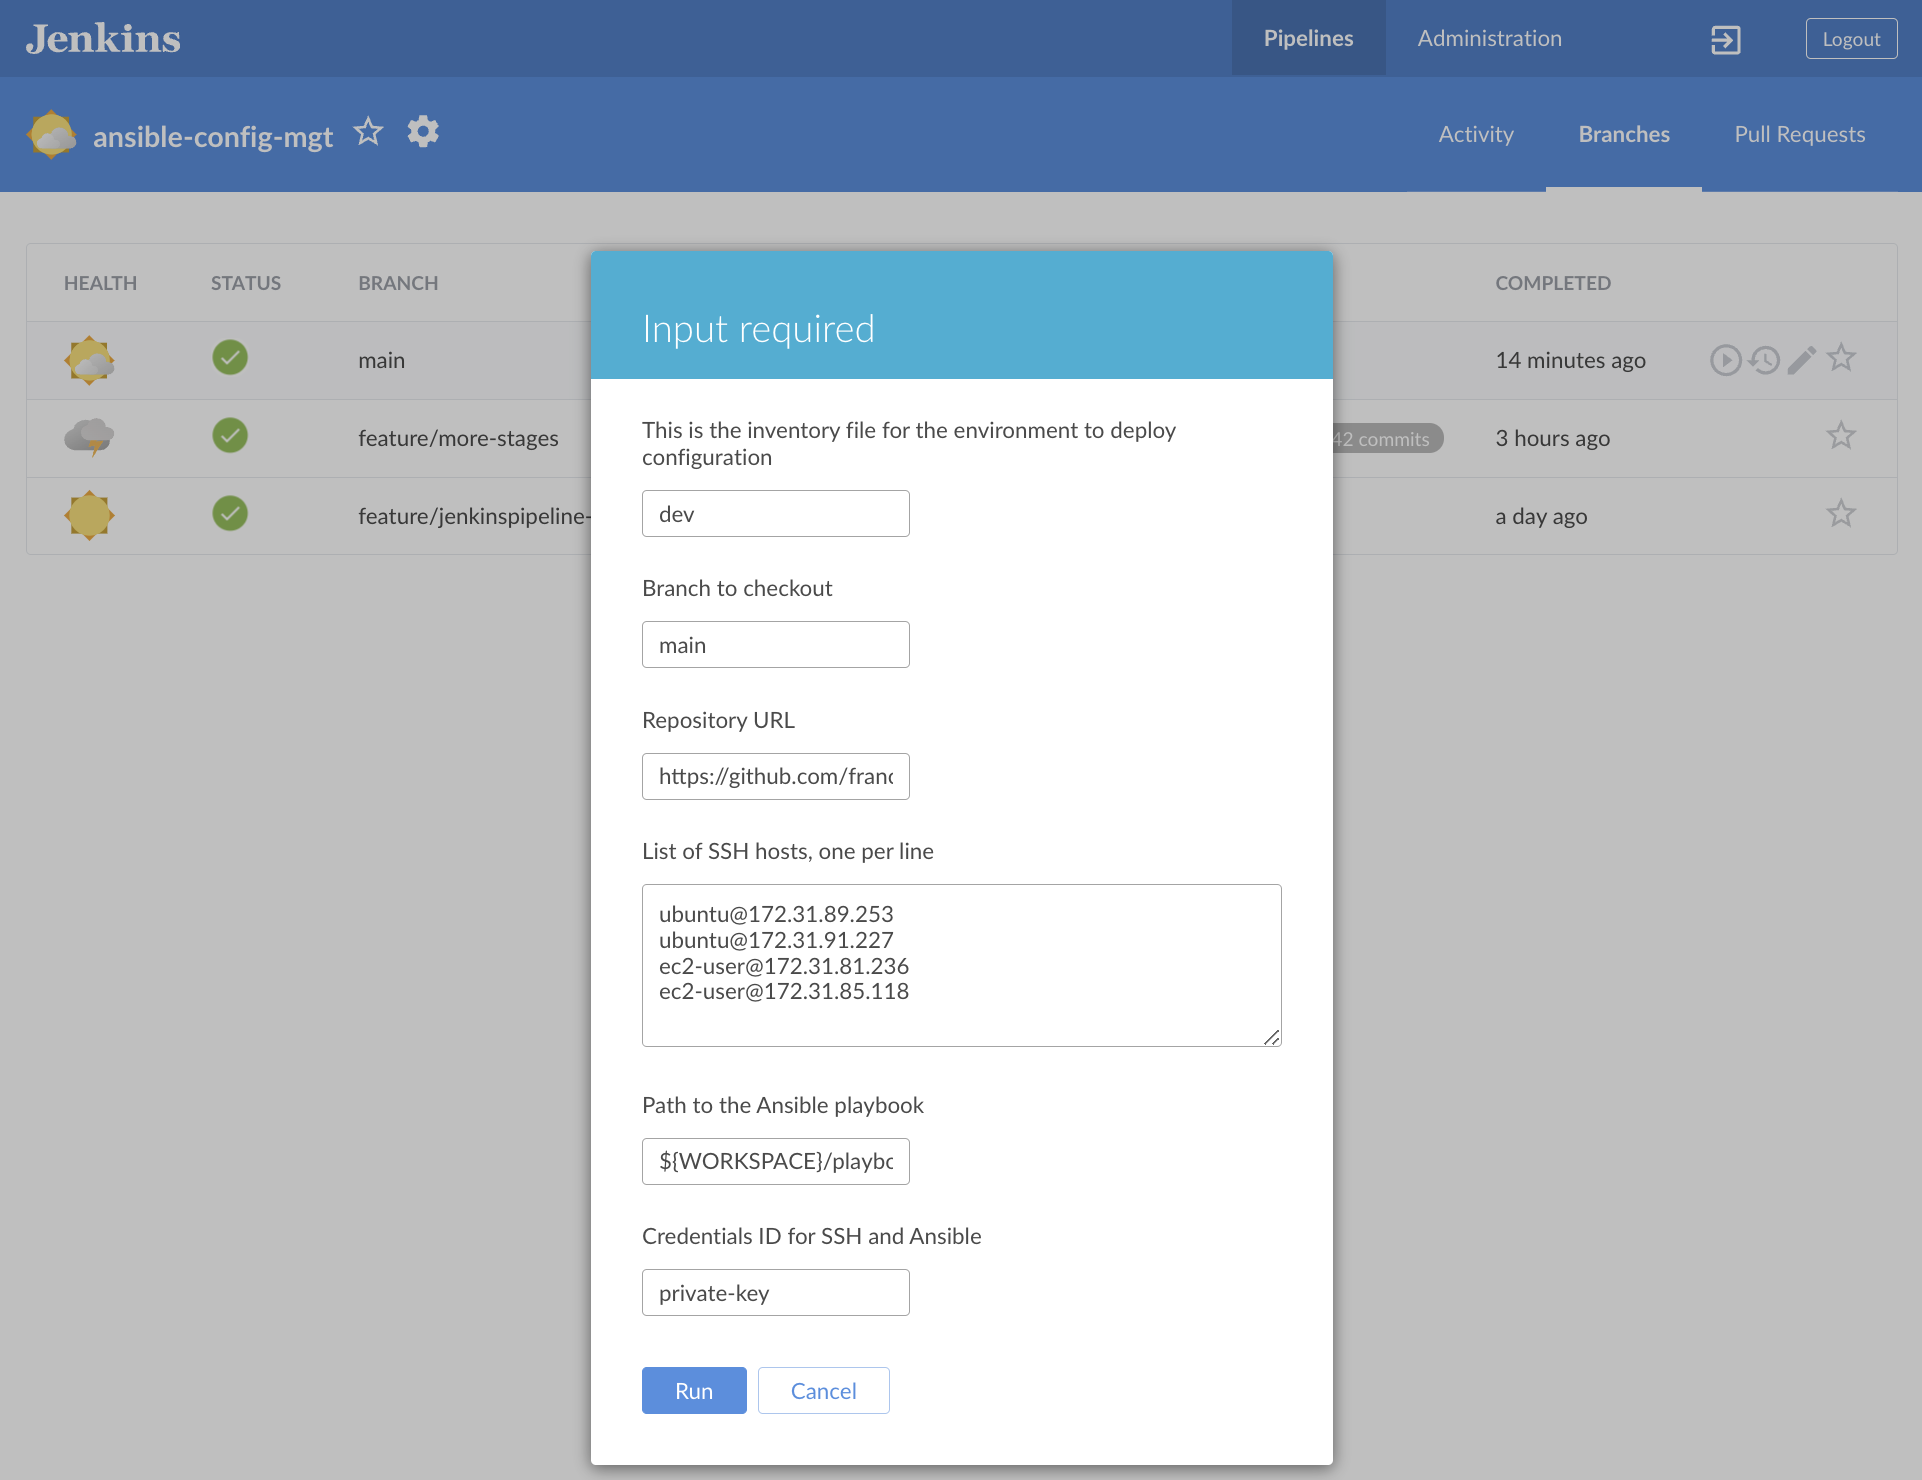 Jenkins
Pipelines
Administration
Logout
ansible-config-mgt
Activity
Branches
Pull Requests
HEALTH
STATUS
BRANCH
COMPLETED
main
14 minutes ago
feature/more-stages
42 commits
3 hours ago
feature/jenkinspipeline-
a day ago
Input required
This is the inventory file for the environment to deploy
configuration
dev
Branch to checkout
main
Repository URL
https://github.com/franc
List of SSH hosts, one per line
ubuntu@172.31.89.253
ubuntu@172.31.91.227
ec2-user@172.31.81.236
ec2-user@172.31.85.118
Path to the Ansible playbook
${WORKSPACE}/playbo
Credentials ID for SSH and Ansible
private-key
Run
Cancel